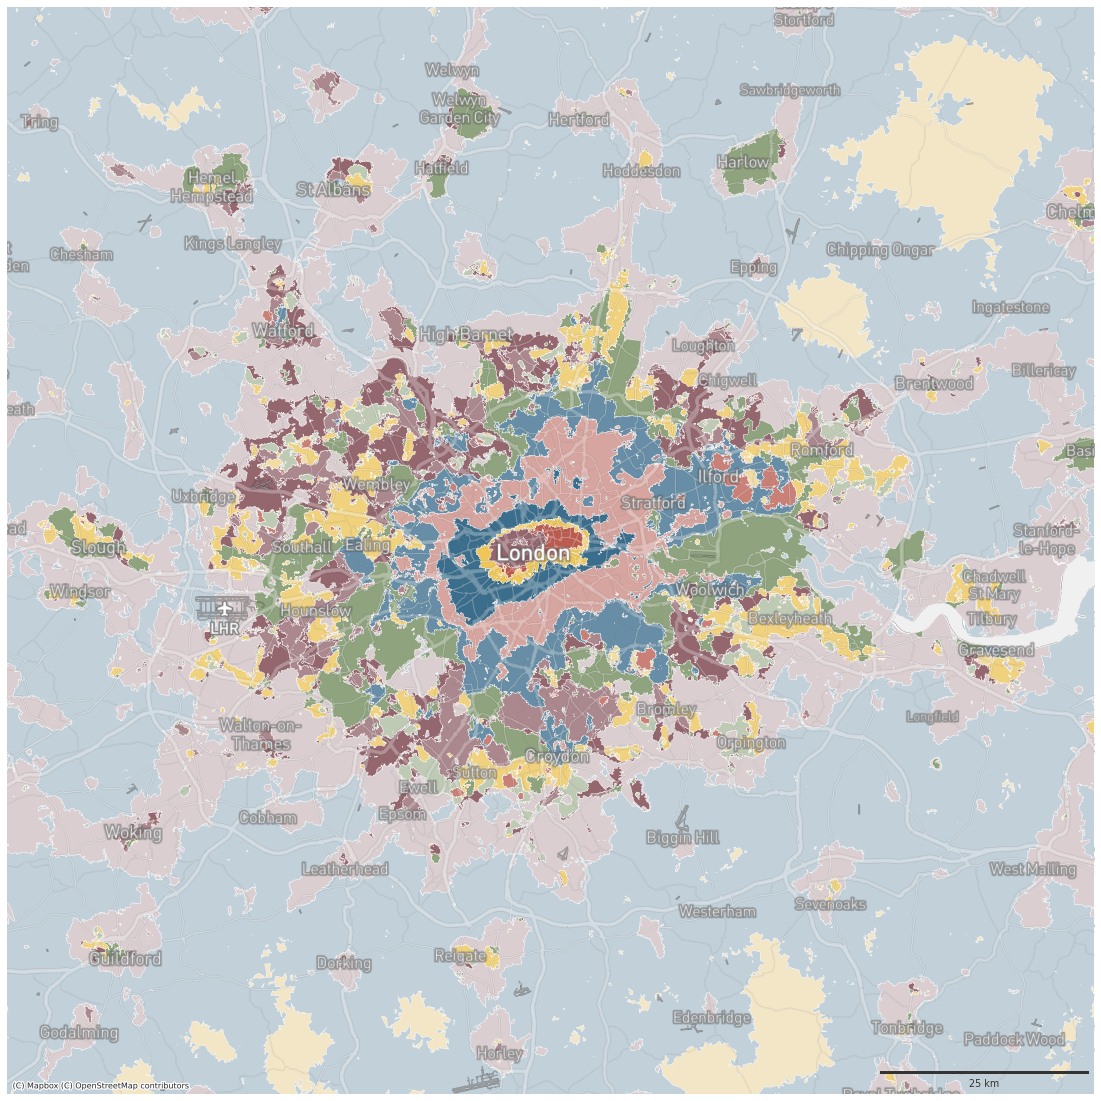 Stortford
Welwyn
Sawbridgeworth
Welwyn
Garden City
Tring
Hertford
Harlow
Hatfield
Hoddesdon
Hemel
Hempstead
St Albans
Chelm
Kings Langley
Chesham
den
Chipping Ongar
Epping
Ingatestone
Watford
High Barnet
Loughton
Billericay
Chigwell
Brentwood
eath
Romford
Basi
Ilford
Wembley
Uxbridge
Stratford
ad
Stanford-
le-Hope
Southall
Ealing
London
Slough
Chadwell
St Mary
Windsor
Woolwich
LHR
Hounslow
Bexleyheath
Tilbury
Gravesend
Bromley
Longfield
Walton-on-
Thames
Orpington
Croydon
Sutton
Ewell
Epsom
Cobham
Woking
Biggin Hill
Leatherhead
West Malling
Sevenoaks
Westerham
Guildford
Reigate
Dorking
Edenbridge
Godalming
Tonbridge
Paddock Wood
Horley
25 km
(C) Mapbox (C) OpenStreetMap contributors